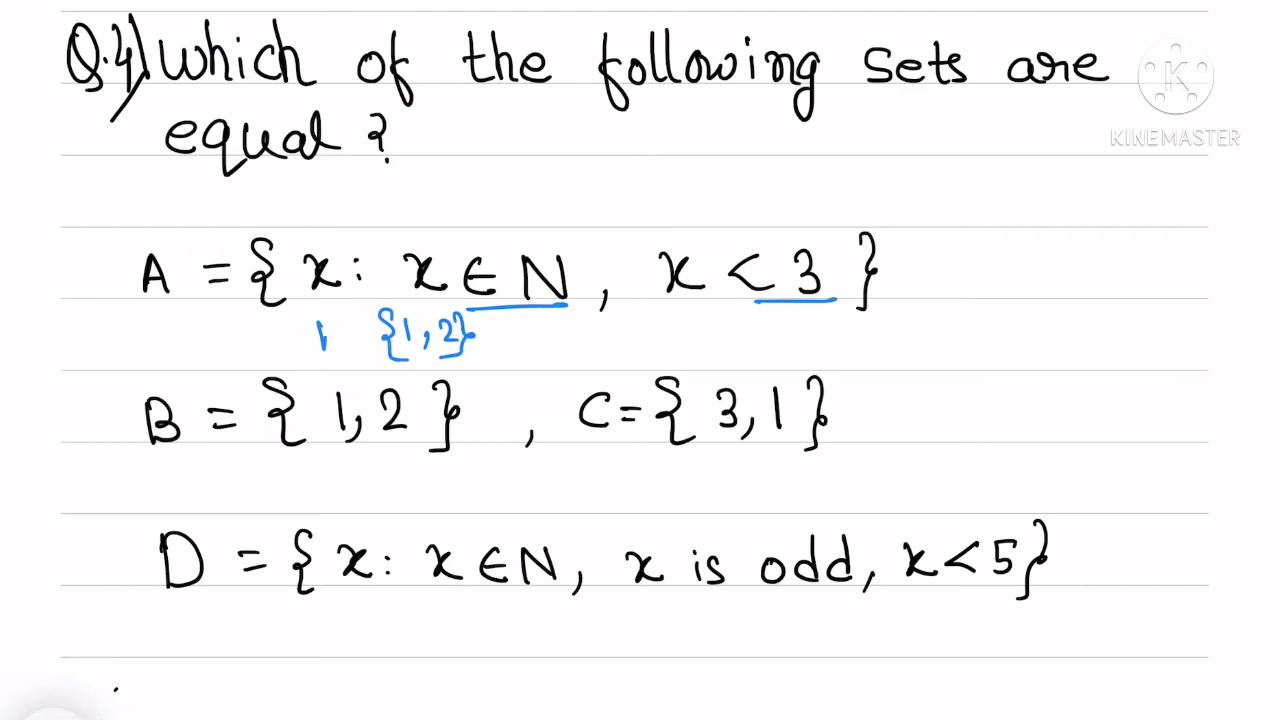 Q.4) Which of the following sets are
K
KINEMASTER
equal ?
A = { x : x ∈ N, x < 3 }
1 {1, 2}
B = { 1, 2 } , C = { 3, 1 }
D = { x : x ∈ N, x is odd, x < 5 }